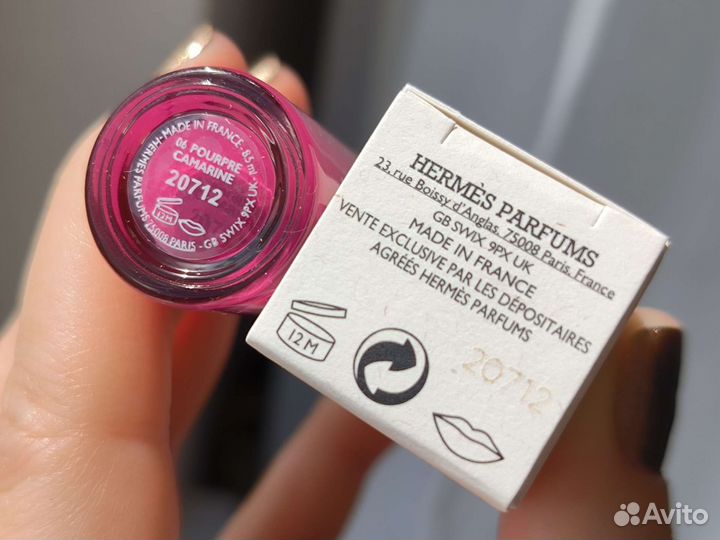 HERMÈS PARFUMS 75008 PARIS · GB SW1X 9PX UK · MADE IN FRANCE · 8.5 ml
06 POURPRE
CAMARINE
20712
12M
HERMÈS PARFUMS
23, rue Boissy d'Anglas, 75008 Paris, France
GB SW1X 9PX UK
MADE IN FRANCE
VENTE EXCLUSIVE PAR LES DÉPOSITAIRES
AGRÉÉS HERMÈS PARFUMS
12M
20712
Avito